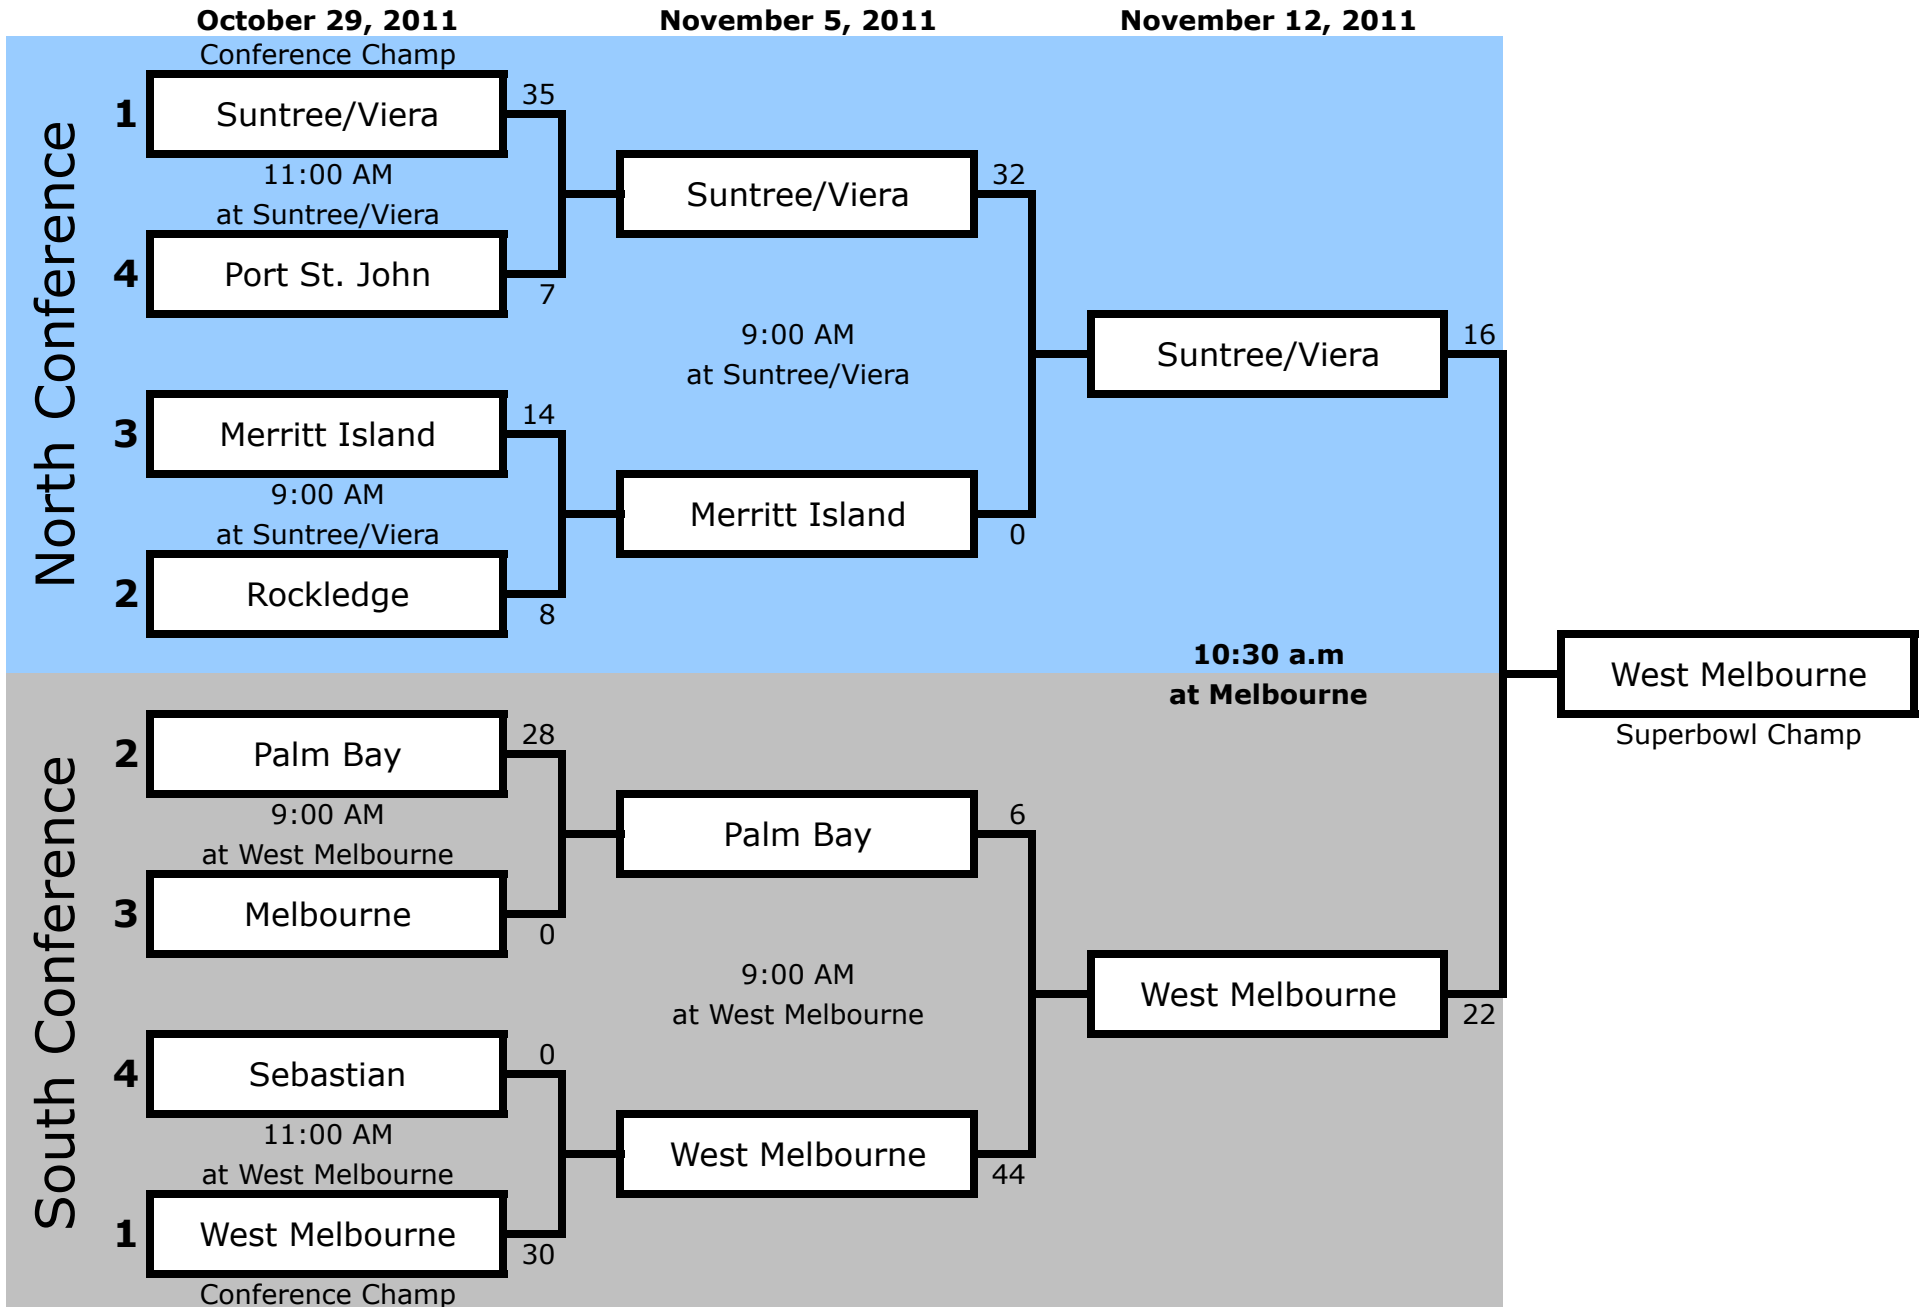 October 29, 2011
November 5, 2011
November 12, 2011
North Conference
Conference Champ
1
Suntree/Viera
35
11:00 AM
at Suntree/Viera
4
Port St. John
7
3
Merritt Island
14
9:00 AM
at Suntree/Viera
2
Rockledge
8
Suntree/Viera
32
9:00 AM
at Suntree/Viera
Merritt Island
0
Suntree/Viera
16
10:30 a.m
at Melbourne
West Melbourne
Superbowl Champ
South Conference
2
Palm Bay
28
9:00 AM
at West Melbourne
3
Melbourne
0
4
Sebastian
0
11:00 AM
at West Melbourne
1
West Melbourne
30
Conference Champ
Palm Bay
6
9:00 AM
at West Melbourne
West Melbourne
44
West Melbourne
22